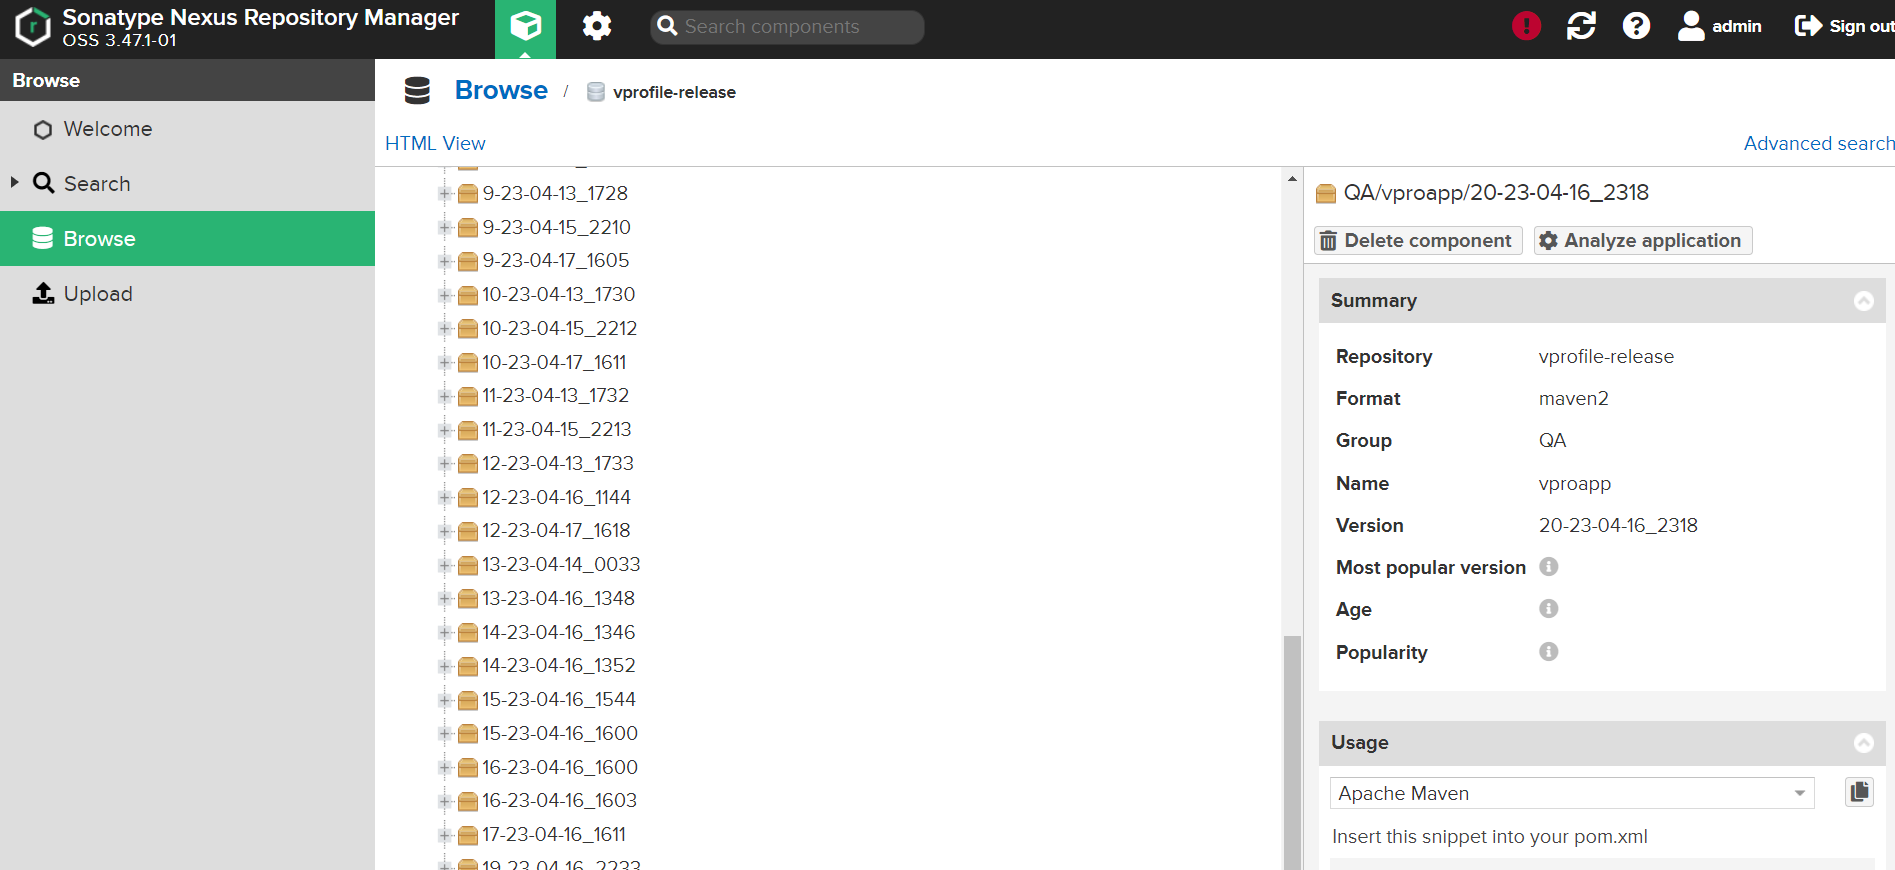 Sonatype Nexus Repository Manager
OSS 3.47.1-01
Search components
admin
Sign out
Browse
Welcome
Search
Browse
Upload
Browse / vprofile-release
HTML View
Advanced search
9-23-04-13_1728
9-23-04-15_2210
9-23-04-17_1605
10-23-04-13_1730
10-23-04-15_2212
10-23-04-17_1611
11-23-04-13_1732
11-23-04-15_2213
12-23-04-13_1733
12-23-04-16_1144
12-23-04-17_1618
13-23-04-14_0033
13-23-04-16_1348
14-23-04-16_1346
14-23-04-16_1352
15-23-04-16_1544
15-23-04-16_1600
16-23-04-16_1600
16-23-04-16_1603
17-23-04-16_1611
19-23-04-16_2233
QA/vproapp/20-23-04-16_2318
Delete component
Analyze application
Summary
Repository vprofile-release
Format maven2
Group QA
Name vproapp
Version 20-23-04-16_2318
Most popular version
Age
Popularity
Usage
Apache Maven
Insert this snippet into your pom.xml